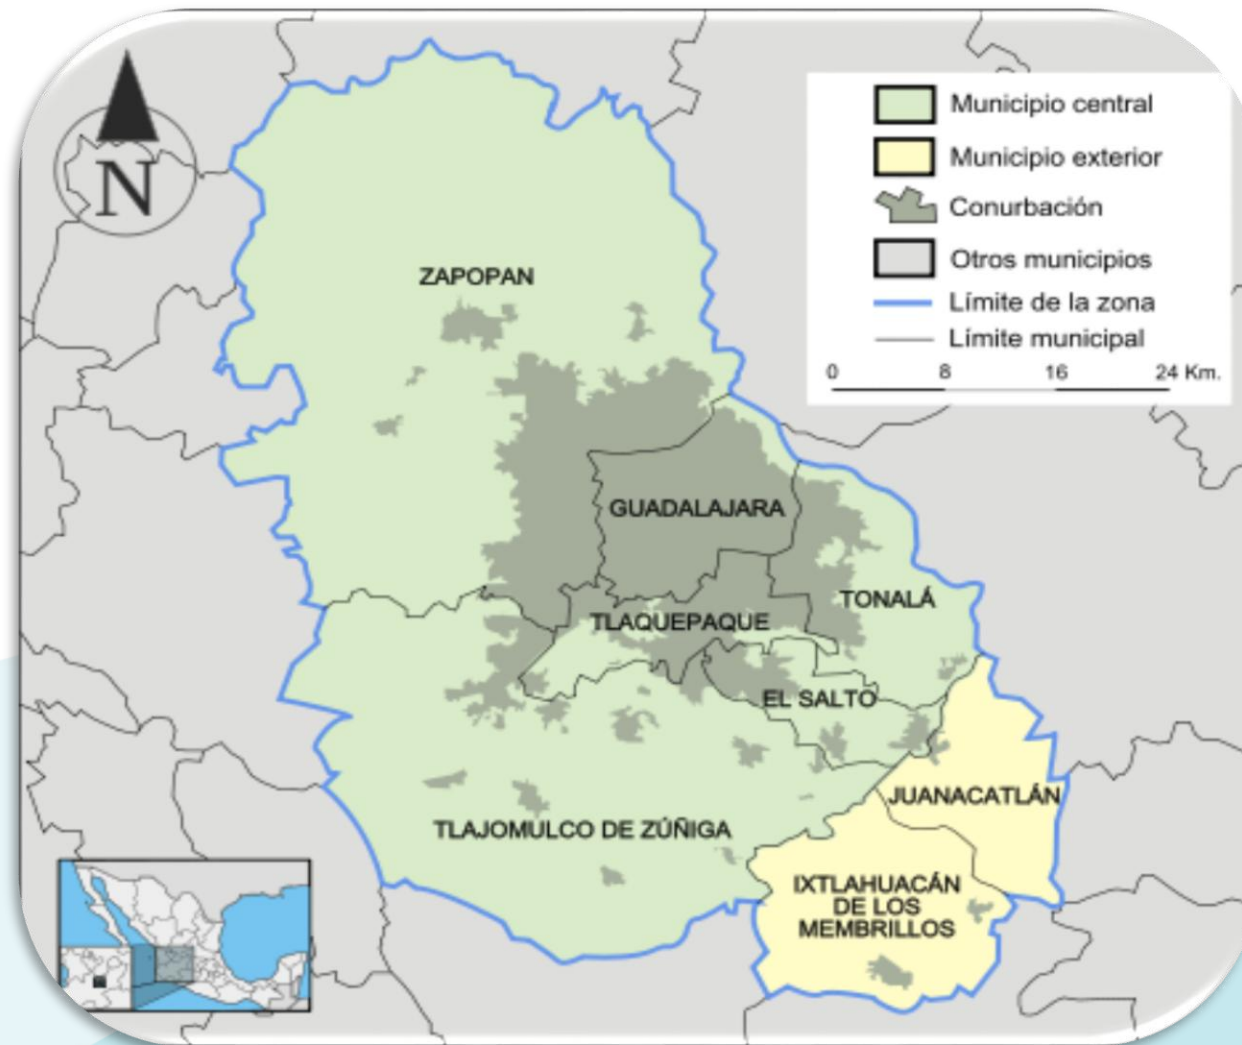 N
Municipio central
Municipio exterior
Conurbación
Otros municipios
Límite de la zona
Límite municipal
0 8 16 24 Km.
ZAPOPAN
GUADALAJARA
TONALÁ
TLAQUEPAQUE
EL SALTO
JUANACATLÁN
TLAJOMULCO DE ZÚÑIGA
IXTLAHUACÁN
DE LOS
MEMBRILLOS